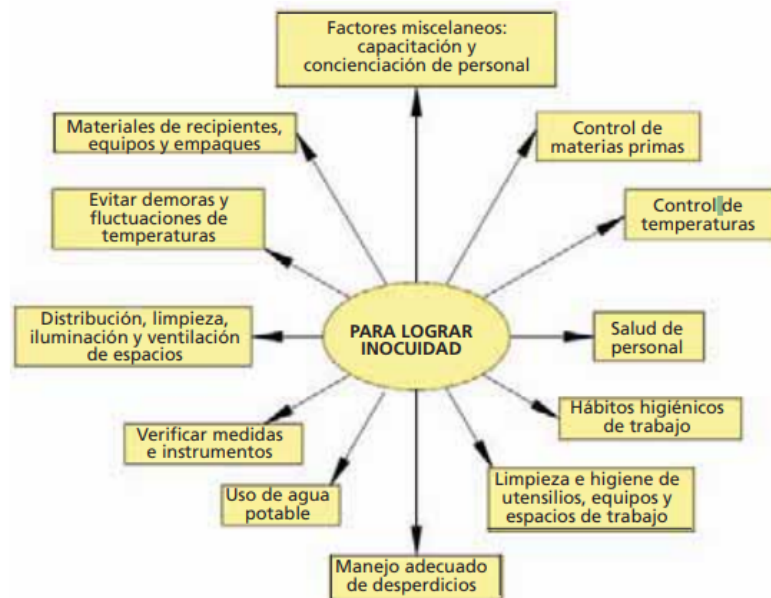 Factores miscelaneos:
capacitación y
concienciación de personal
Control de
materias primas
Control de
temperaturas
Salud de
personal
Hábitos higiénicos
de trabajo
Limpieza e higiene de
utensilios, equipos y
espacios de trabajo
Manejo adecuado
de desperdicios
Uso de agua
potable
Verificar medidas
e instrumentos
Distribución, limpieza,
iluminación y ventilación
de espacios
Evitar demoras y
fluctuaciones de
temperaturas
Materiales de recipientes,
equipos y empaques
PARA LOGRAR
INOCUIDAD